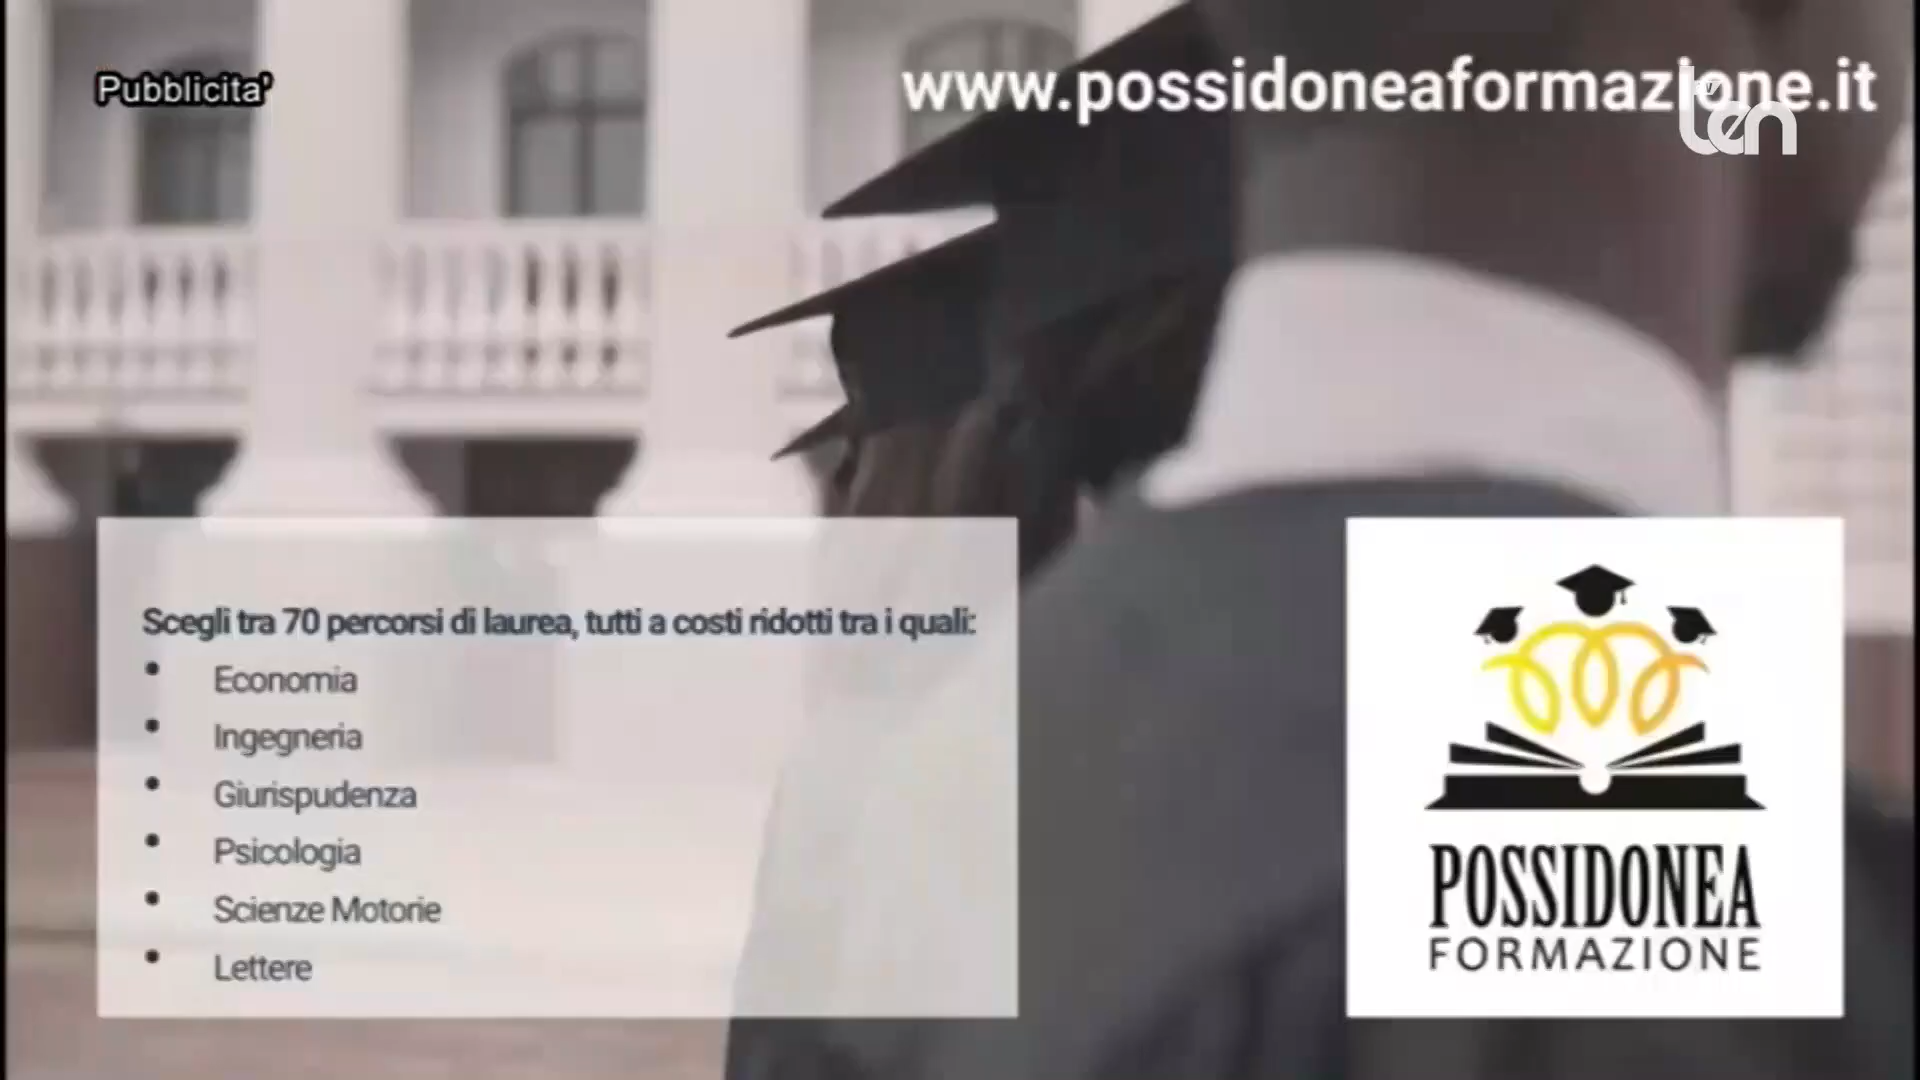 Pubblicita'
www.possidoneaformazione.it
ten
Scegli tra 70 percorsi di laurea, tutti a costi ridotti tra i quali:
• Economia
• Ingegneria
• Giurispudenza
• Psicologia
• Scienze Motorie
• Lettere
POSSIDONEA
FORMAZIONE